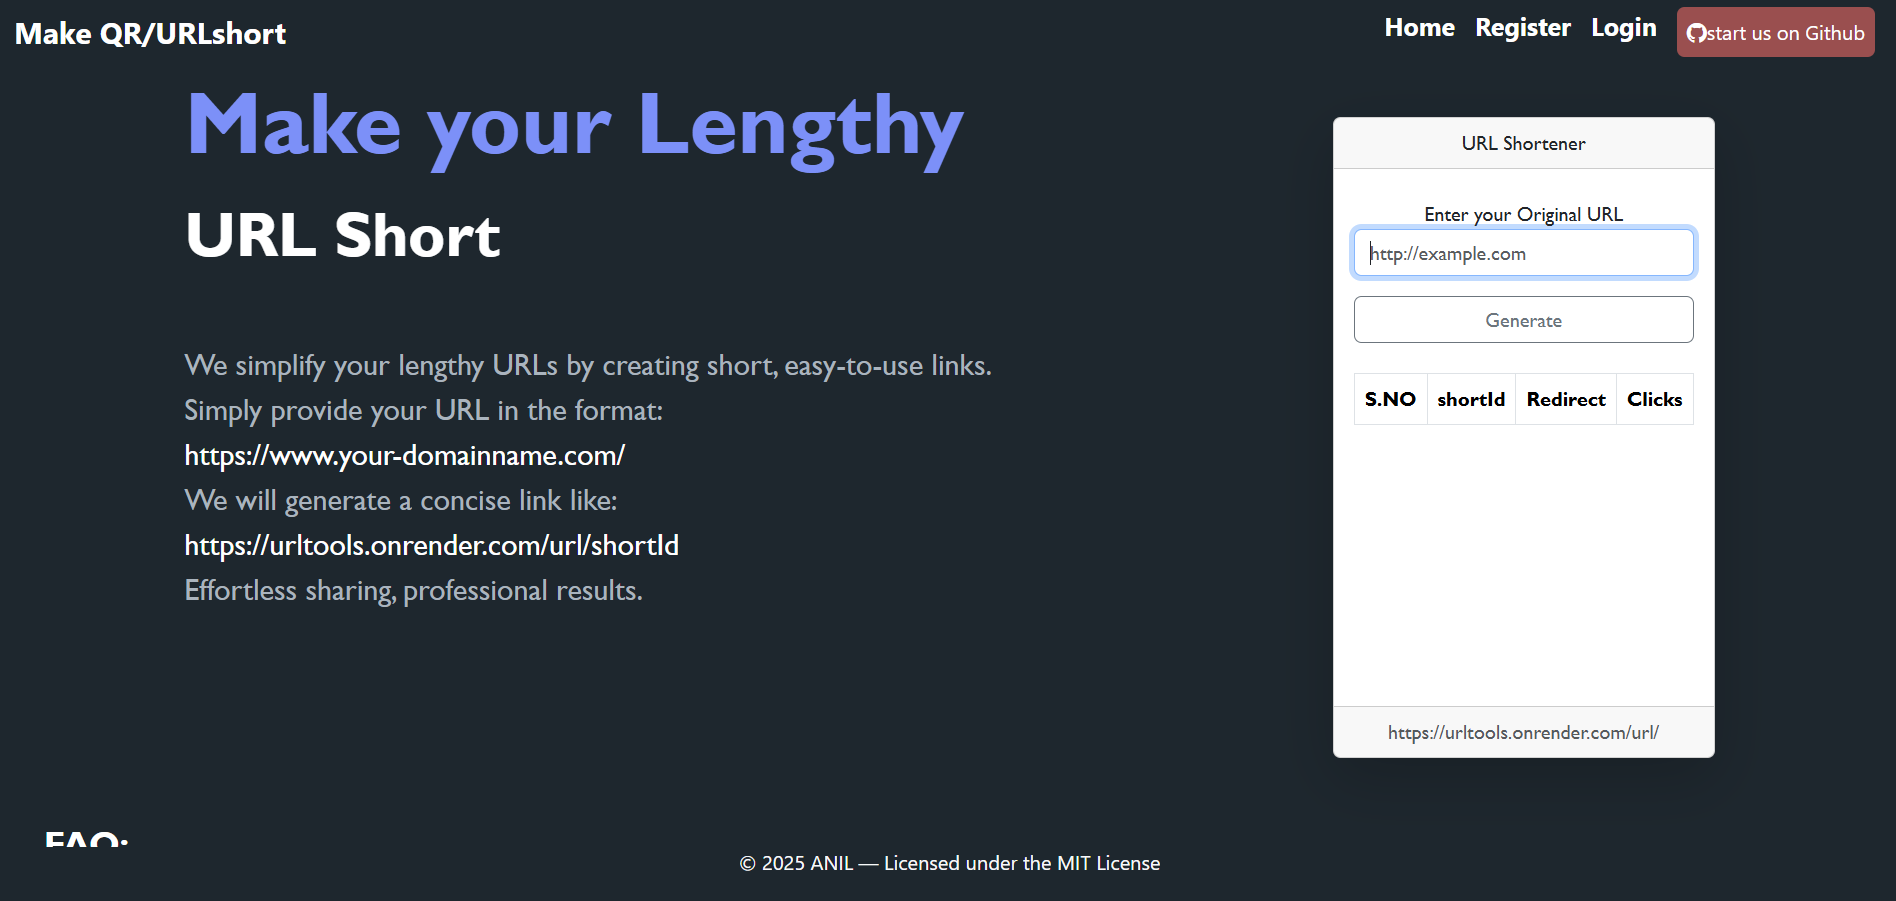 Make QR/URLshort
Home Register Login start us on Github
Make your Lengthy
URL Short
We simplify your lengthy URLs by creating short, easy-to-use links.
Simply provide your URL in the format:
https://www.your-domainname.com/
We will generate a concise link like:
https://urltools.onrender.com/url/shortId
Effortless sharing, professional results.
URL Shortener
Enter your Original URL
http://example.com
Generate
S.NO shortId Redirect Clicks
https://urltools.onrender.com/url/
FAQ:
© 2025 ANIL — Licensed under the MIT License